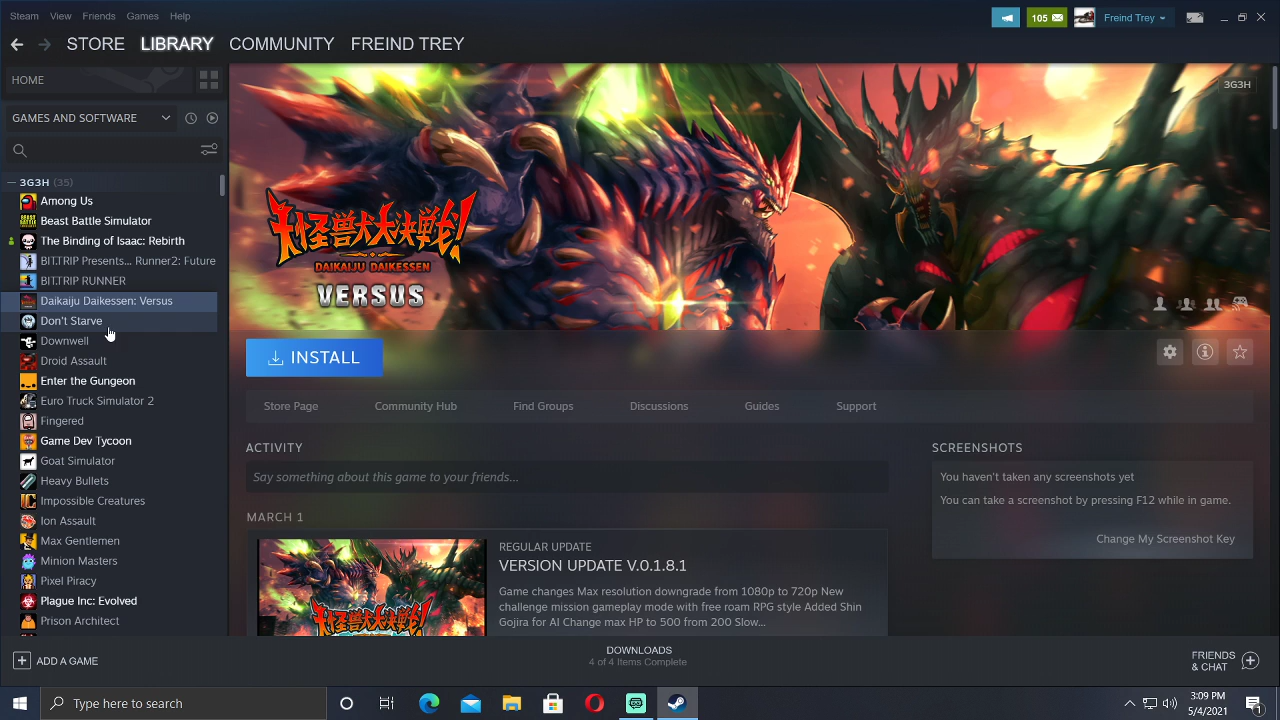 Steam View Friends Games Help
105 Freind Trey
STORE LIBRARY COMMUNITY FREIND TREY
HOME
GAMES AND SOFTWARE
3G3H (35)
Among Us
Beast Battle Simulator
The Binding of Isaac: Rebirth
BIT.TRIP Presents... Runner2: Future
BIT.TRIP RUNNER
Daikaiju Daikessen: Versus
Don't Starve
Downwell
Droid Assault
Enter the Gungeon
Euro Truck Simulator 2
Fingered
Game Dev Tycoon
Goat Simulator
Heavy Bullets
Impossible Creatures
Ion Assault
Max Gentlemen
Minion Masters
Pixel Piracy
Plague Inc: Evolved
Prison Architect
3G3H
大怪獣大決戦!
DAIKAIJU DAIKESSEN
VERSUS
INSTALL
Store Page Community Hub Find Groups Discussions Guides Support
ACTIVITY
Say something about this game to your friends...
MARCH 1
REGULAR UPDATE
VERSION UPDATE V.0.1.8.1
Game changes Max resolution downgrade from 1080p to 720p New
challenge mission gameplay mode with free roam RPG style Added Shin
Gojira for AI Change max HP to 500 from 200 Slow...
SCREENSHOTS
You haven't taken any screenshots yet
You can take a screenshot by pressing F12 while in game.
Change My Screenshot Key
ADD A GAME
DOWNLOADS
4 of 4 Items Complete
FRIENDS
& CHAT
Type here to search
3:09 PM
5/4/2021
1